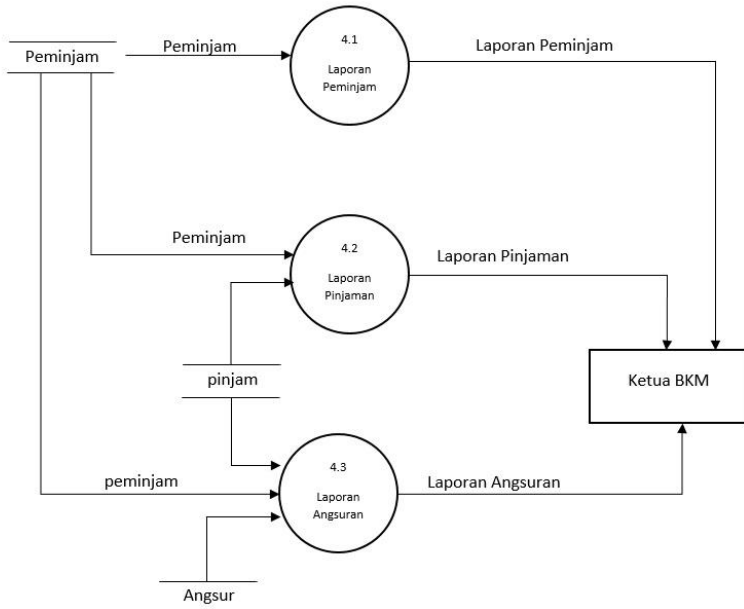 Peminjam
Peminjam
4.1
Laporan
Peminjam
Laporan Peminjam
Peminjam
4.2
Laporan
Pinjaman
Laporan Pinjaman
pinjam
Ketua BKM
peminjam
4.3
Laporan
Angsuran
Laporan Angsuran
Angsur